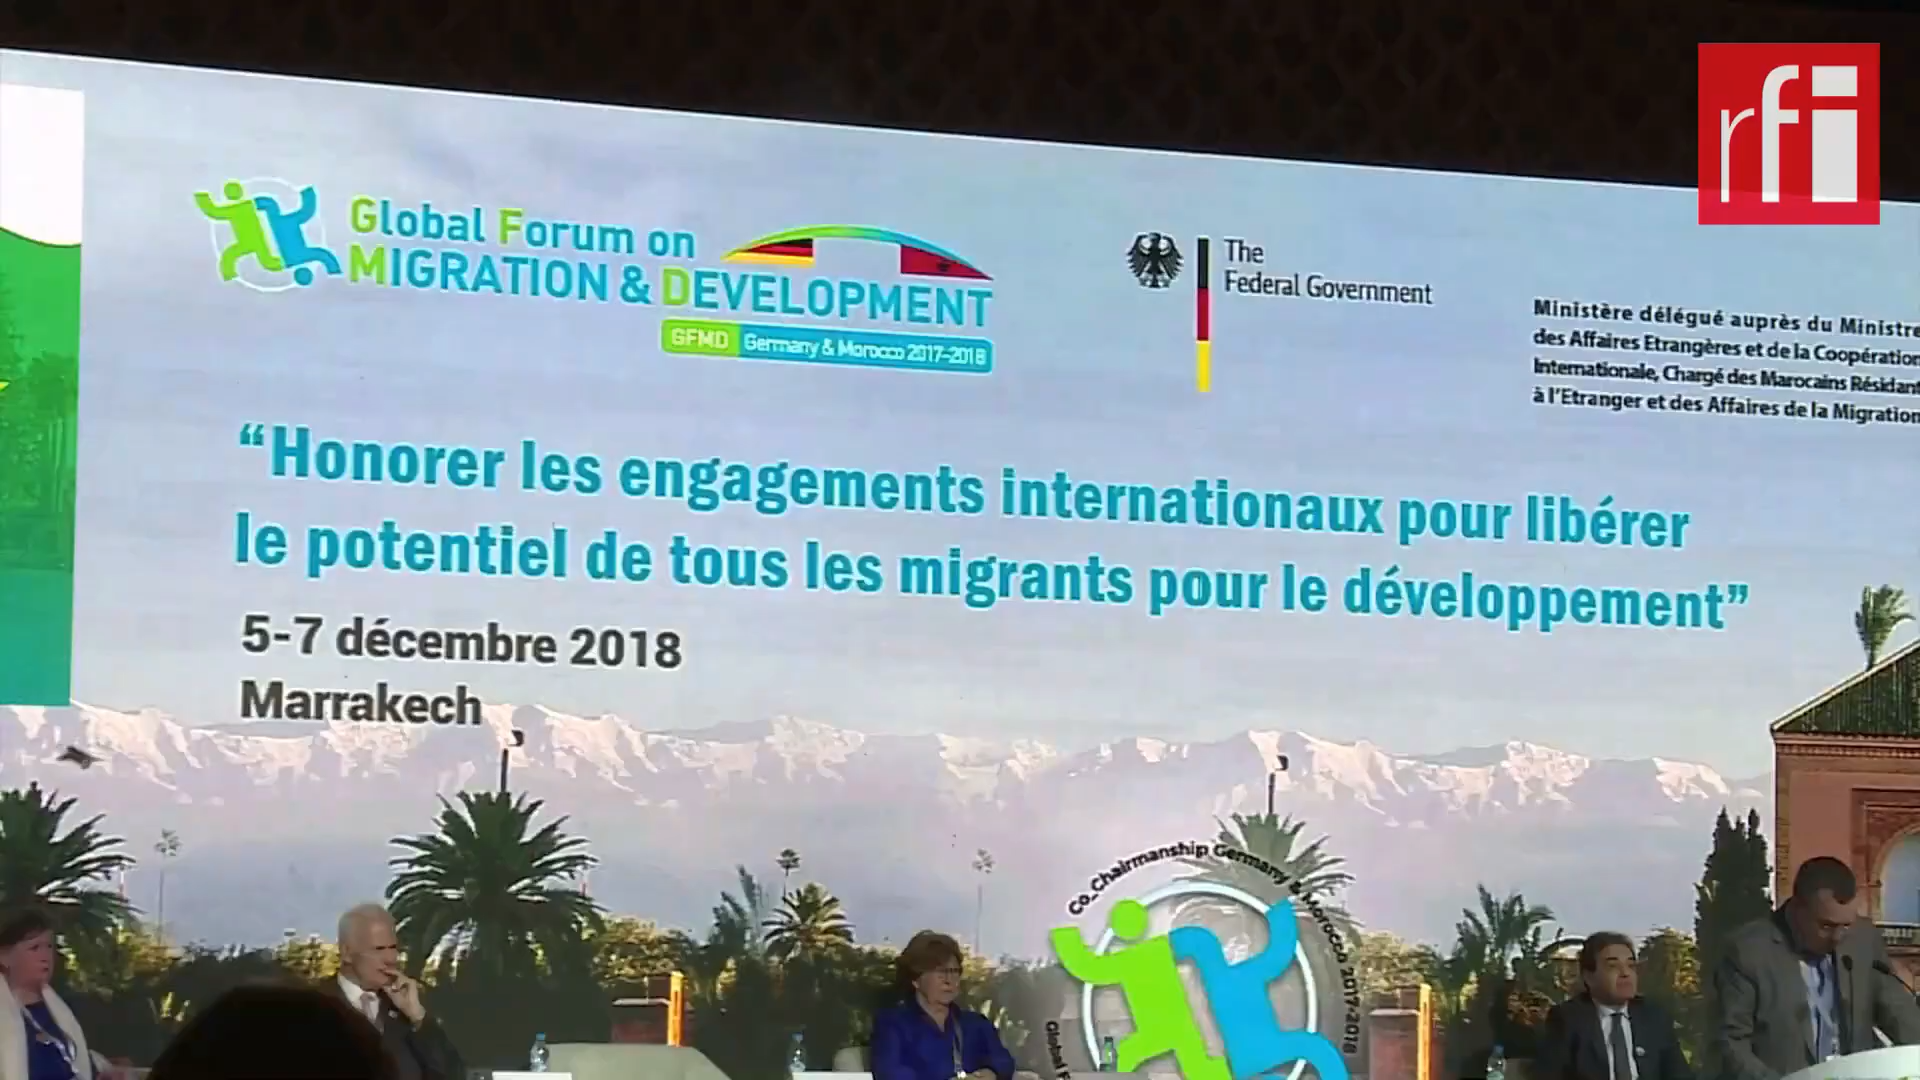 rfi
Global Forum on
MIGRATION & DEVELOPMENT
GFMD Germany & Morocco 2017-2018
The
Federal Government
Ministère délégué auprès du Ministre
des Affaires Etrangères et de la Coopération
Internationale, Chargé des Marocains Résidant
à l'Etranger et des Affaires de la Migration
“Honorer les engagements internationaux pour libérer
le potentiel de tous les migrants pour le développement”
5-7 décembre 2018
Marrakech
Co_Chairmanship Germany & Morocco 2017-2018
Global F